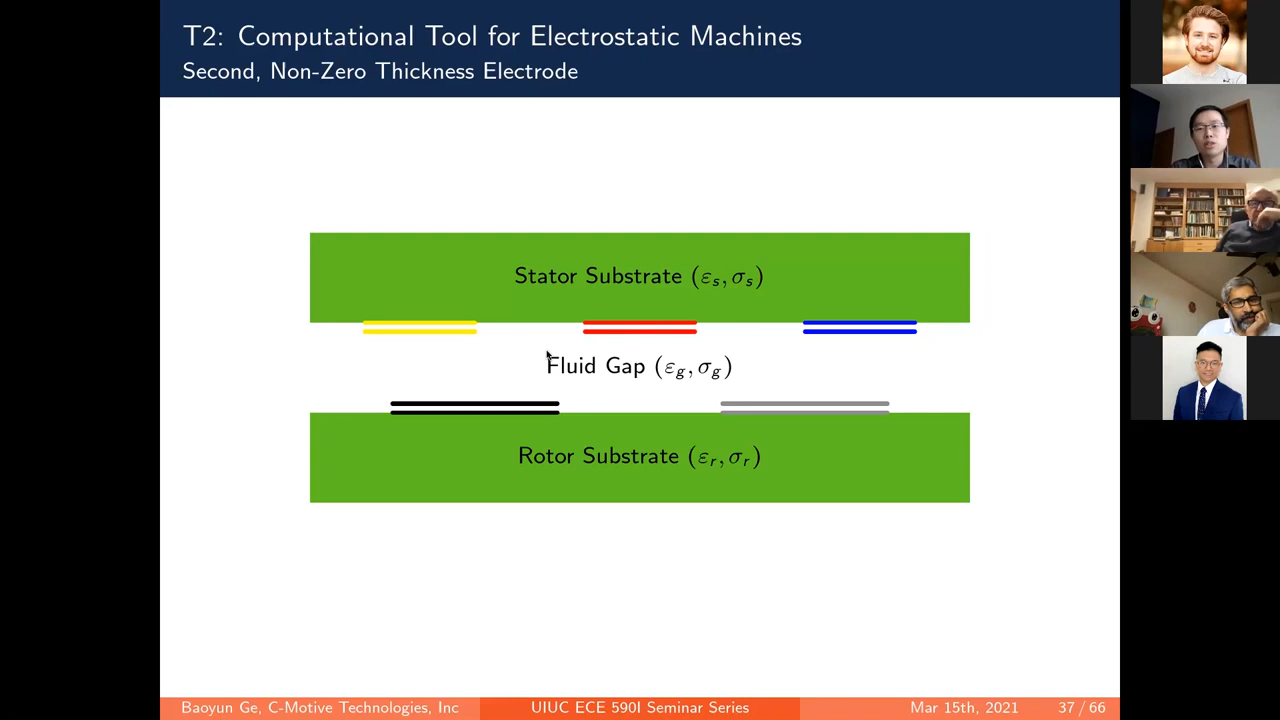 T2: Computational Tool for Electrostatic Machines
Second, Non-Zero Thickness Electrode
Stator Substrate (εs, σs)
Fluid Gap (εg, σg)
Rotor Substrate (εr, σr)
Baoyun Ge, C-Motive Technologies, Inc UIUC ECE 590I Seminar Series Mar 15th, 2021 37 / 66